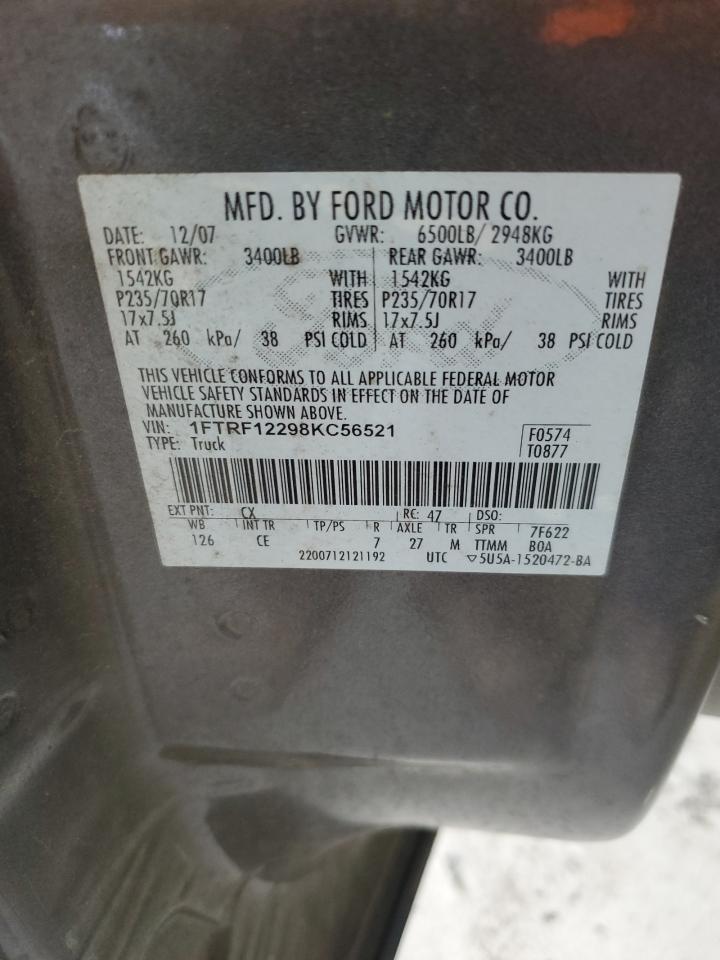 MFD. BY FORD MOTOR CO.
DATE: 12/07 GVWR: 6500LB/ 2948KG
FRONT GAWR: 3400LB REAR GAWR: 3400LB
1542KG WITH 1542KG WITH
P235/70R17 TIRES P235/70R17 TIRES
17x7.5J RIMS 17x7.5J RIMS
AT 260 kPa/ 38 PSI COLD AT 260 kPa/ 38 PSI COLD
THIS VEHICLE CONFORMS TO ALL APPLICABLE FEDERAL MOTOR
VEHICLE SAFETY STANDARDS IN EFFECT ON THE DATE OF
MANUFACTURE SHOWN ABOVE.
VIN: 1FTRF12298KC56521 F0574
TYPE: Truck T0877
EXT PNT: CX RC: 47 DSO:
WB INT TR TP/PS R AXLE TR SPR 7F622
126 CE 7 27 M TTMM BOA
2200712121192 UTC ▽5U5A-1520472-BA